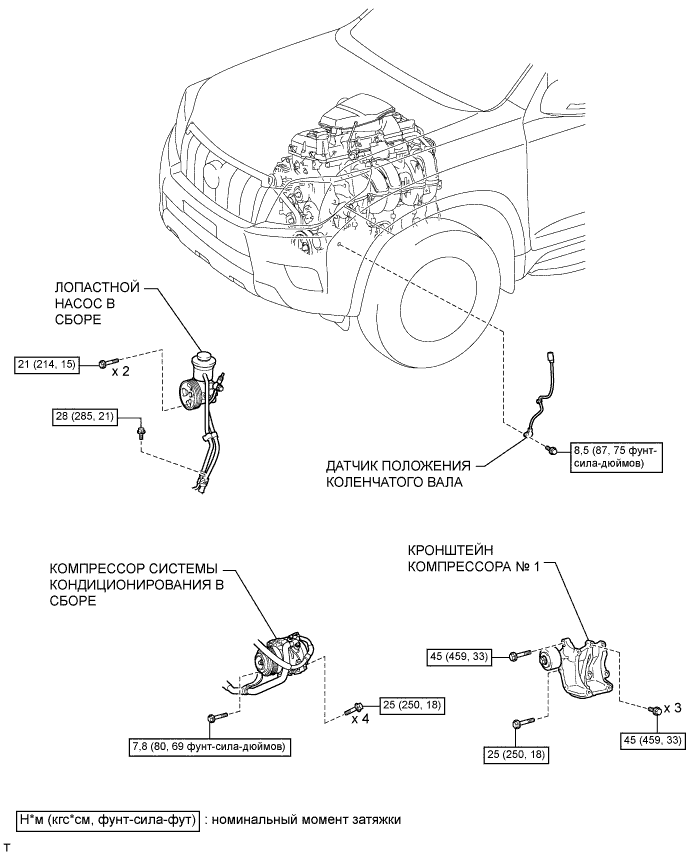 ЛОПАСТНОЙ
НАСОС В
СБОРЕ
21 (214, 15)
x 2
28 (285, 21)
ДАТЧИК ПОЛОЖЕНИЯ
КОЛЕНЧАТОГО ВАЛА
8,5 (87, 75 фунт-
сила-дюймов)
КОМПРЕССОР СИСТЕМЫ
КОНДИЦИОНИРОВАНИЯ В
СБОРЕ
7,8 (80, 69 фунт-сила-дюймов)
x 4
25 (250, 18)
КРОНШТЕЙН
КОМПРЕССОРА № 1
45 (459, 33)
25 (250, 18)
x 3
45 (459, 33)
Н*м (кгс*см, фунт-сила-фут) : номинальный момент затяжки
T